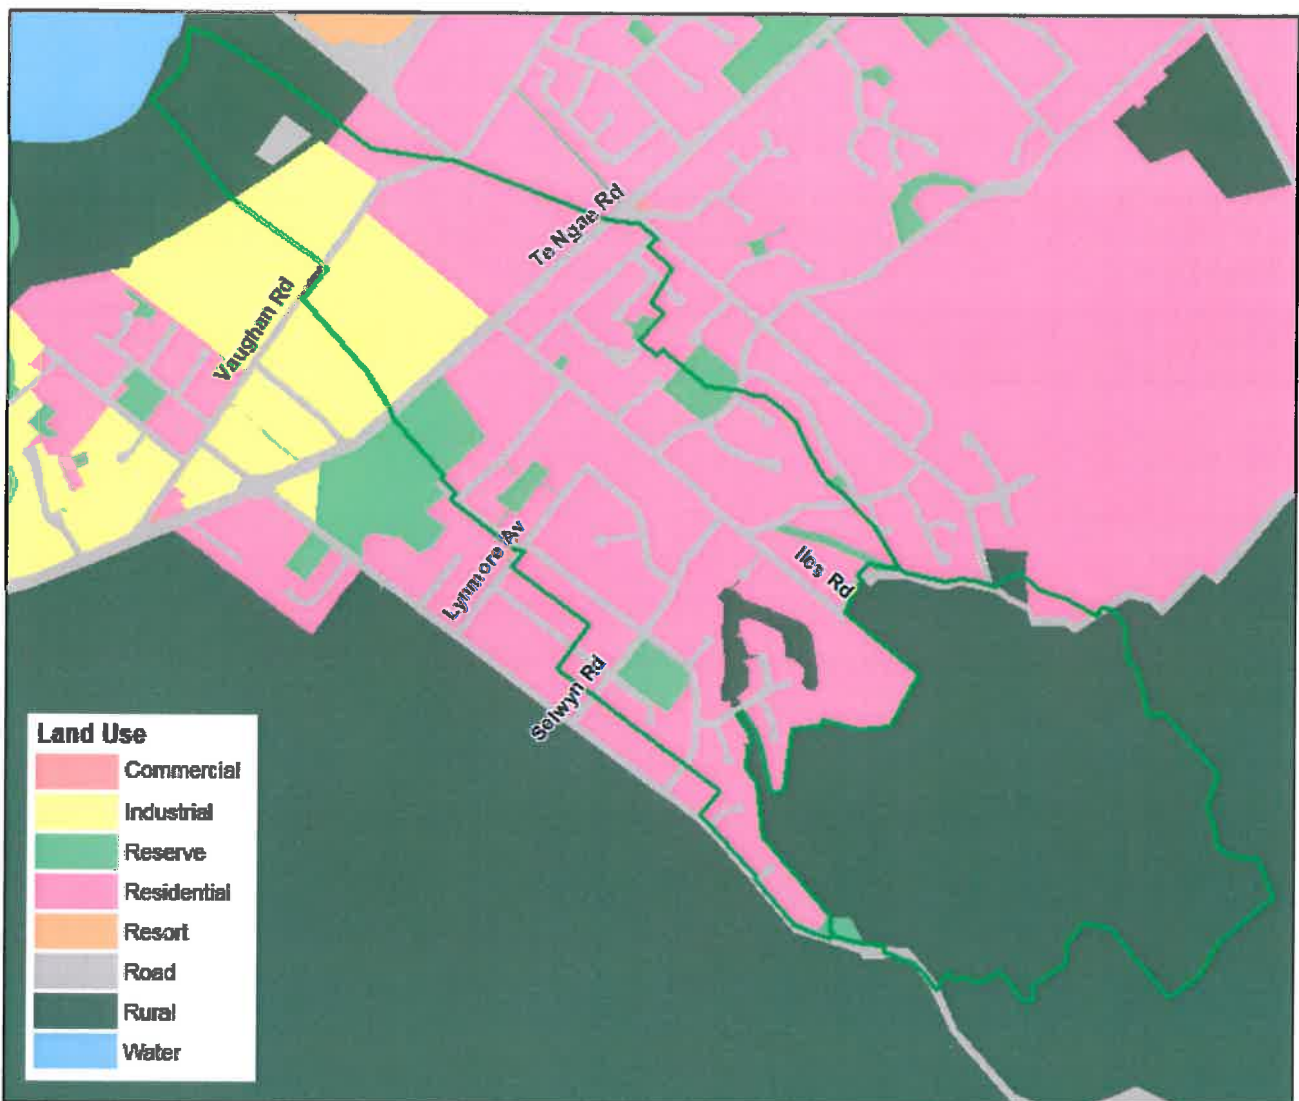 Te Ngae Rd
Vaughan Rd
Lynmore Av
Iles Rd
Selwyn Rd
Land Use
Commercial
Industrial
Reserve
Residential
Resort
Road
Rural
Water